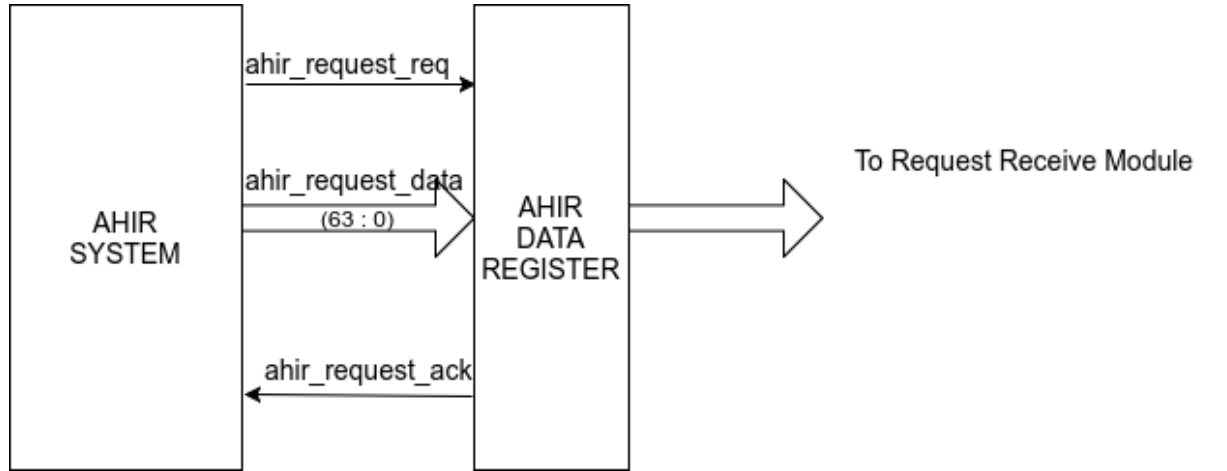 ahir_request_req
ahir_request_data
(63 : 0)
ahir_request_ack
AHIR
SYSTEM
AHIR
DATA
REGISTER
To Request Receive Module